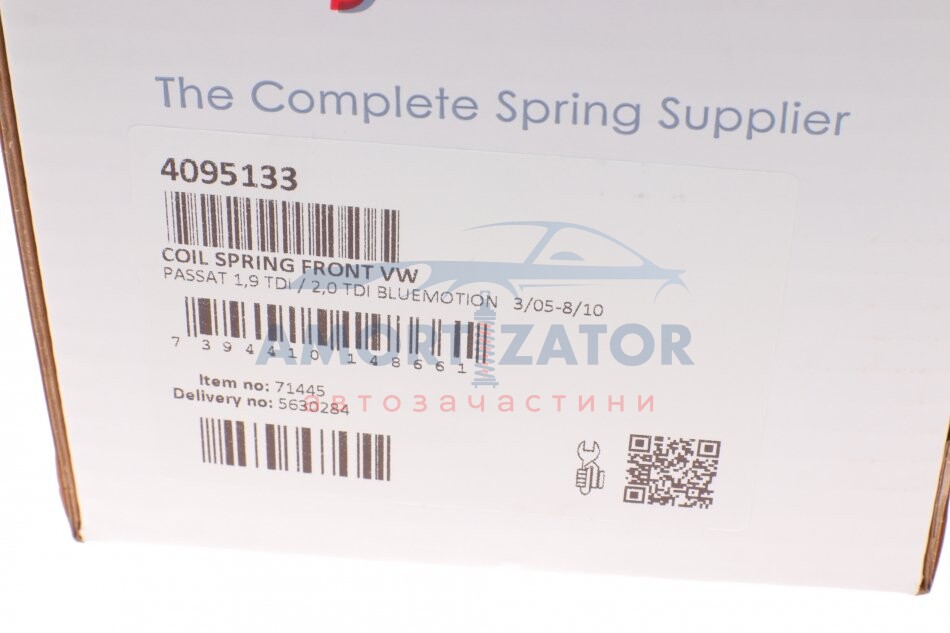 The Complete Spring Supplier
4095133
COIL SPRING FRONT VW
PASSAT 1,9 TDI / 2,0 TDI BLUEMOTION 3/05-8/10
AMORTIZATOR
7 394410 148661
Item no: 71445
автозачастини
Delivery no: 5630284